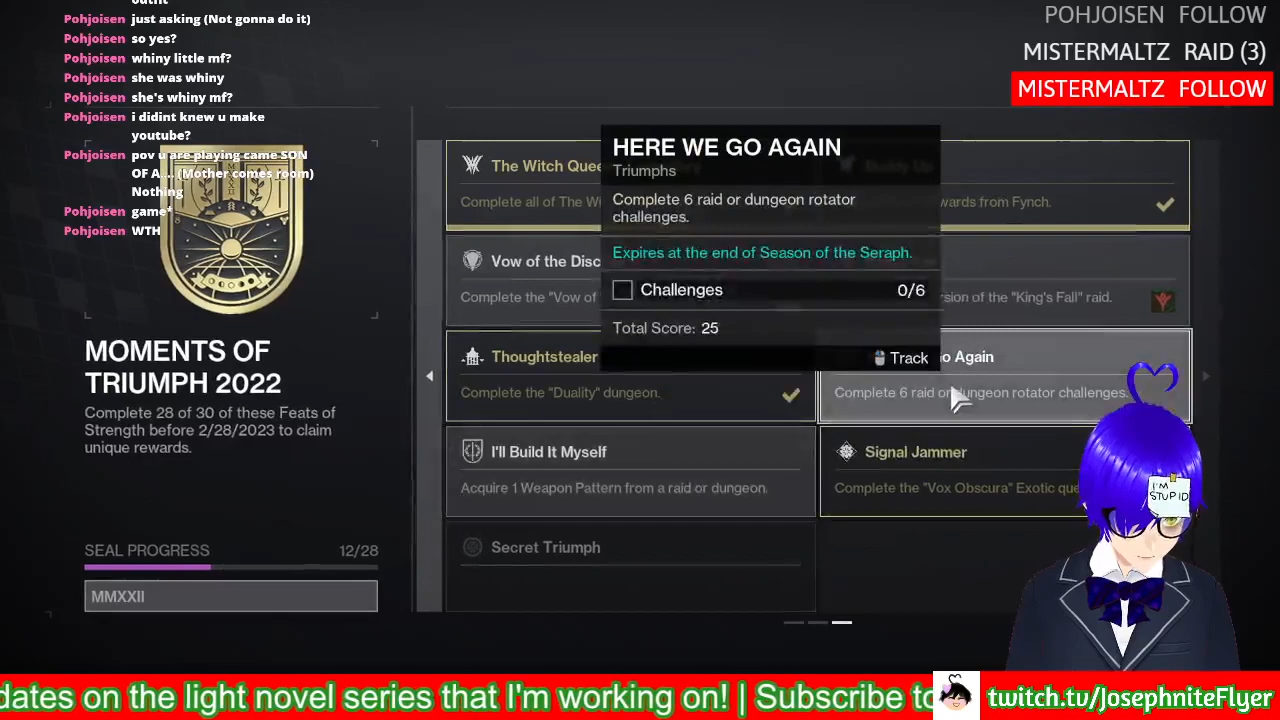 outfit
Pohjoisen just asking (Not gonna do it)
Pohjoisen so yes?
Pohjoisen whiny little mf?
Pohjoisen she was whiny
Pohjoisen she's whiny mf?
Pohjoisen i didint knew u make
youtube?
Pohjoisen pov u are playing came SON
OF A.... (Mother comes room)
Nothing
Pohjoisen game*
Pohjoisen WTH
POHJOISEN FOLLOW
MISTERMALTZ RAID (3)
MISTERMALTZ FOLLOW
MOMENTS OF
TRIUMPH 2022
Complete 28 of 30 of these Feats of
Strength before 2/28/2023 to claim
unique rewards.
SEAL PROGRESS 12/28
MMXXII
HERE WE GO AGAIN
Triumphs
Complete 6 raid or dungeon rotator
challenges.
Expires at the end of Season of the Seraph.
Challenges 0/6
Total Score: 25
Track
The Witch Quee
Complete all of The Wi
wards from Fynch.
Vow of the Disc
Complete the "Vow of
rsion of the "King's Fall" raid.
Thoughtstealer
Complete the "Duality" dungeon.
o Again
Complete 6 raid or dungeon rotator challenges.
I'll Build It Myself
Acquire 1 Weapon Pattern from a raid or dungeon.
Signal Jammer
Complete the "Vox Obscura" Exotic que
Secret Triumph
I'M
STUPID
dates on the light novel series that I'm working on! | Subscribe to
twitch.tv/JosephniteFlyer